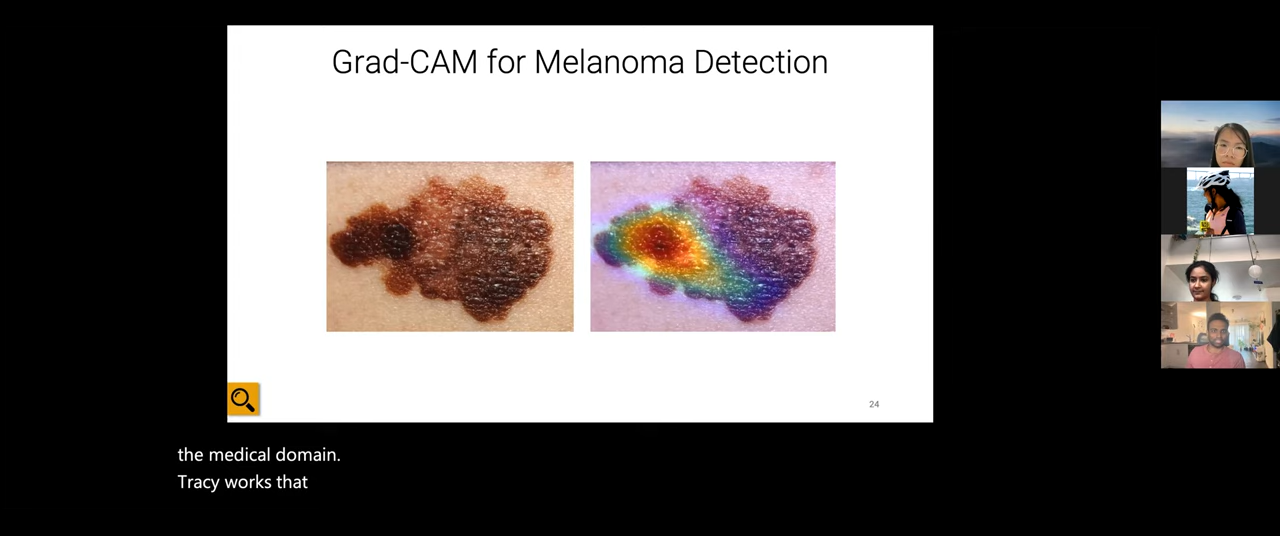 Grad-CAM for Melanoma Detection
24
the medical domain.
Tracy works that